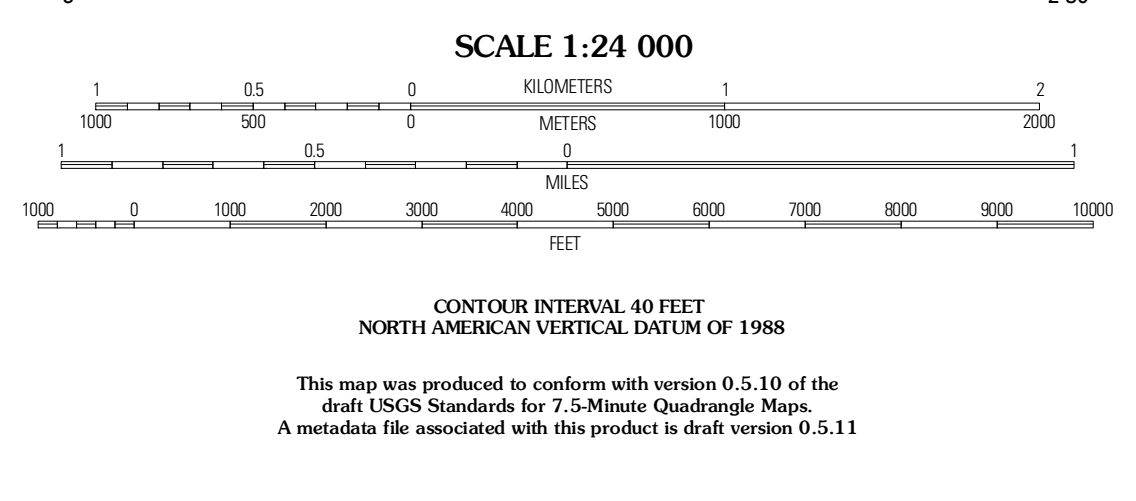 SCALE 1:24 000
1 0.5 0 KILOMETERS 1 2
1000 500 0 METERS 1000 2000
1 0.5 0 1
MILES
1000 0 1000 2000 3000 4000 5000 6000 7000 8000 9000 10000
FEET
CONTOUR INTERVAL 40 FEET
NORTH AMERICAN VERTICAL DATUM OF 1988
This map was produced to conform with version 0.5.10 of the
draft USGS Standards for 7.5-Minute Quadrangle Maps.
A metadata file associated with this product is draft version 0.5.11